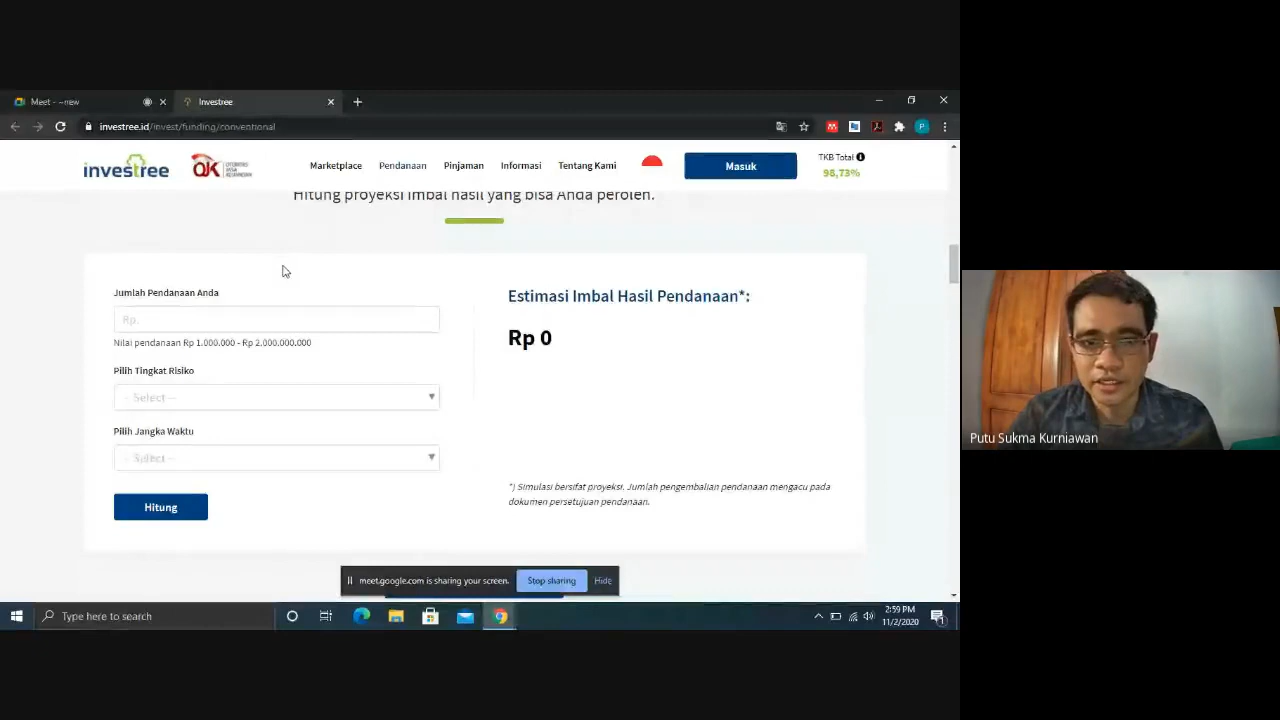 Meet - ~new
Investree
investree.id/invest/funding/conventional
investree
OJK OTORITAS JASA KEUANGAN
Marketplace
Pendanaan
Pinjaman
Informasi
Tentang Kami
Masuk
TKB Total
98,73%
Hitung proyeksi imbal hasil yang bisa Anda peroleh.
Jumlah Pendanaan Anda
Rp.
Nilai pendanaan Rp 1.000.000 - Rp 2.000.000.000
Pilih Tingkat Risiko
-- Select --
Pilih Jangka Waktu
-- Select --
Hitung
Estimasi Imbal Hasil Pendanaan*:
Rp 0
*) Simulasi bersifat proyeksi. Jumlah pengembalian pendanaan mengacu pada
dokumen persetujuan pendanaan.
Putu Sukma Kurniawan
meet.google.com is sharing your screen.
Stop sharing
Hide
Type here to search
2:59 PM
11/2/2020